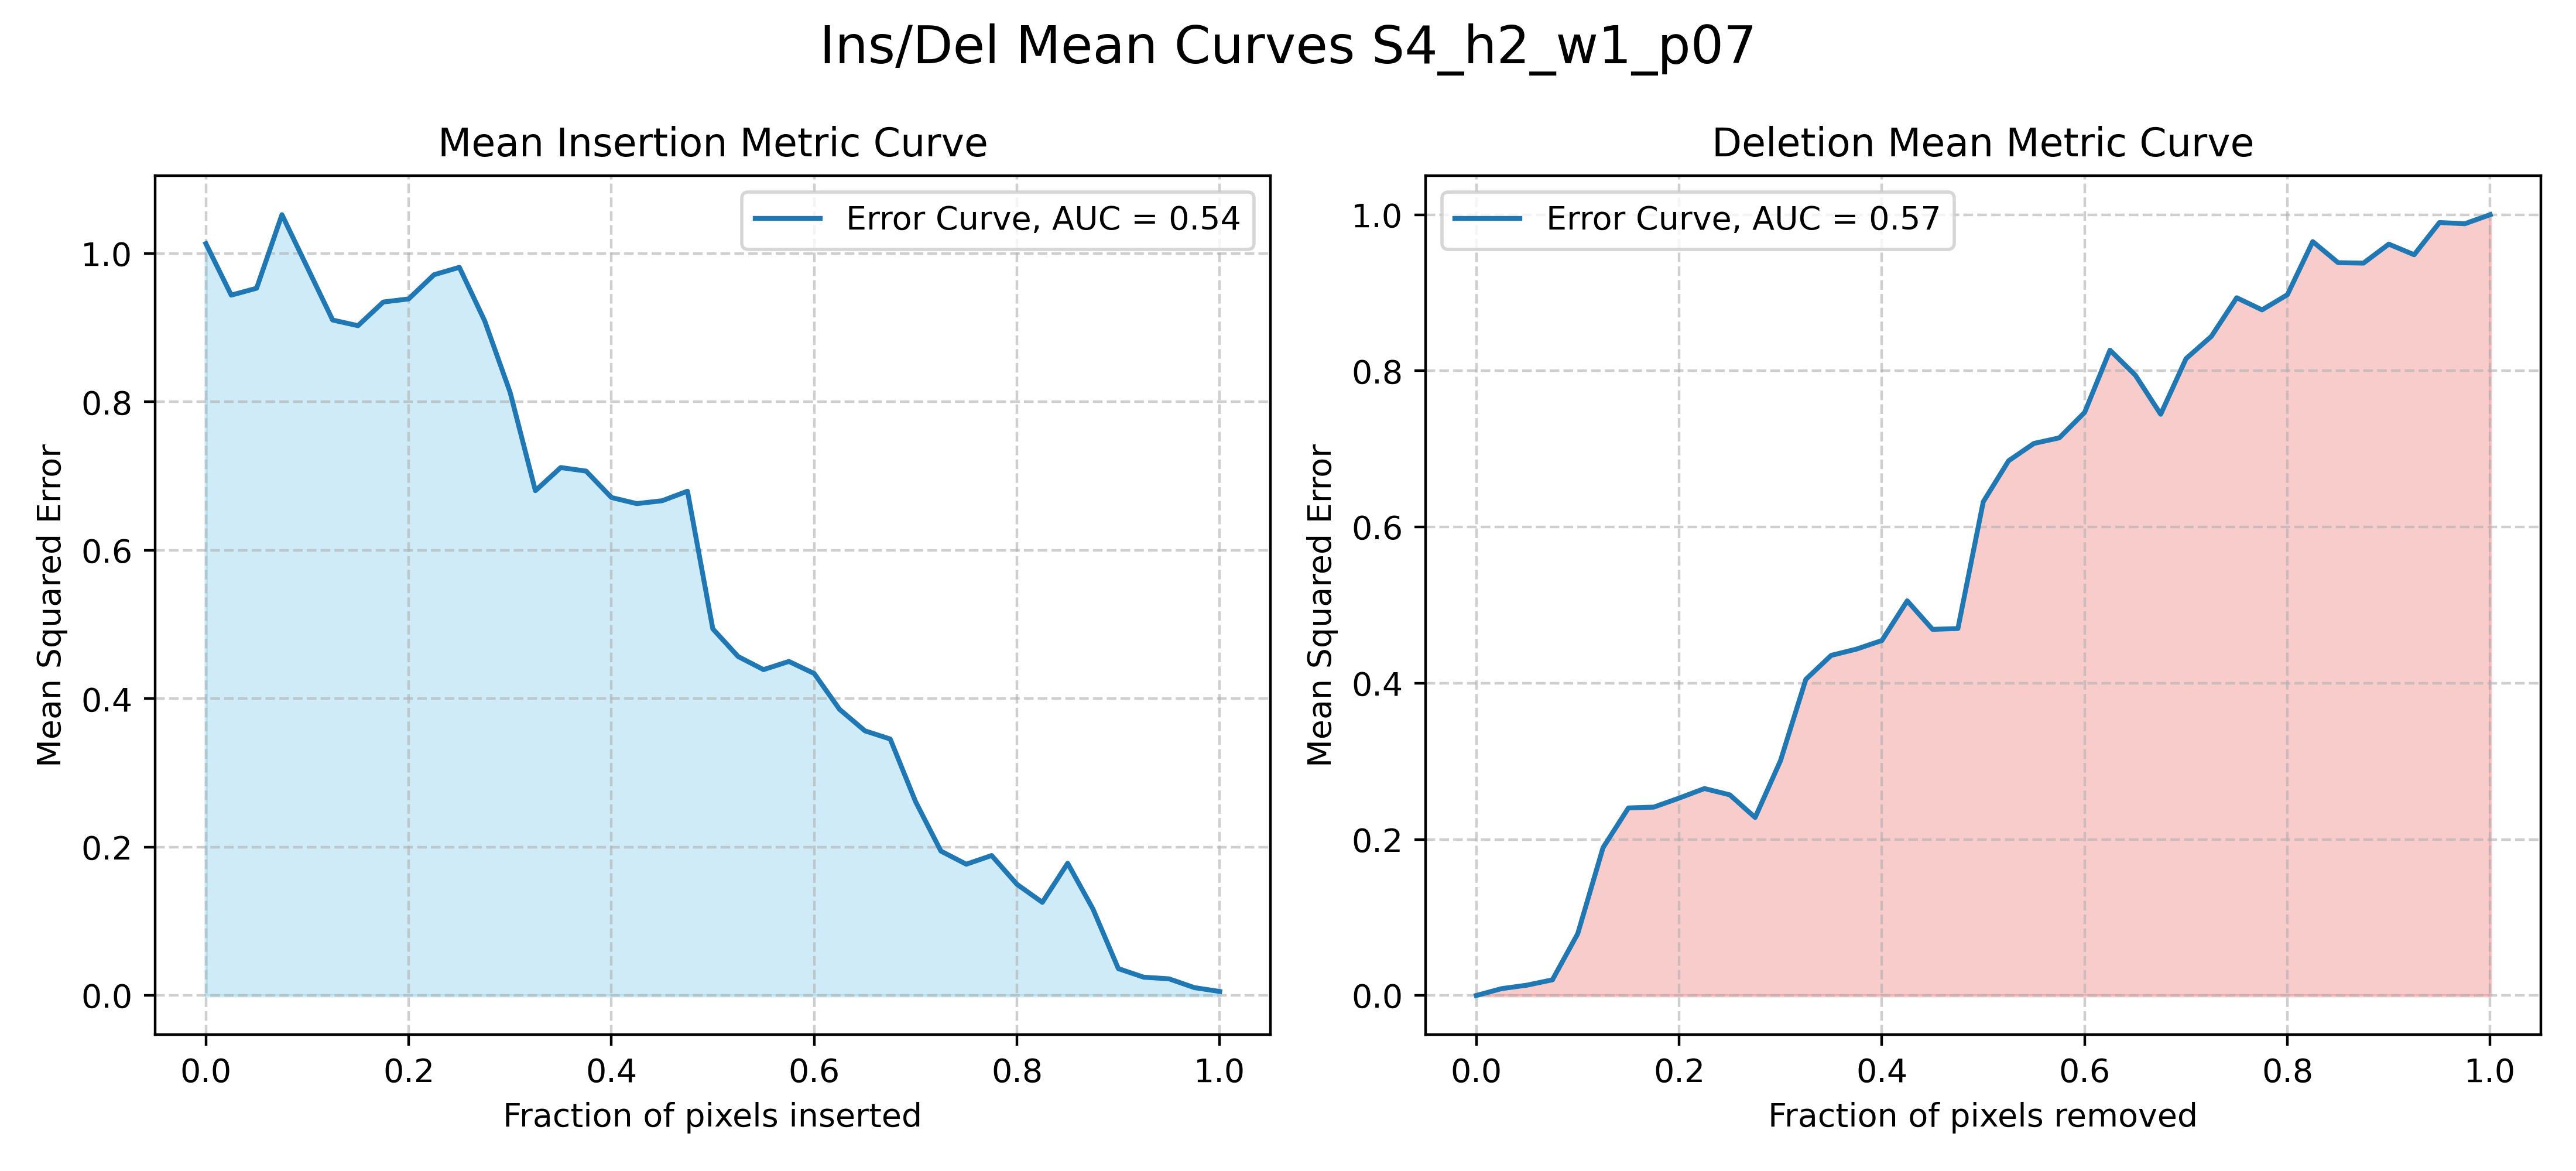 Ins/Del Mean Curves S4_h2_w1_p07
Mean Insertion Metric Curve
Error Curve, AUC = 0.54
1.0
0.8
0.6
0.4
0.2
0.0
Mean Squared Error
0.0 0.2 0.4 0.6 0.8 1.0
Fraction of pixels inserted
Deletion Mean Metric Curve
Error Curve, AUC = 0.57
1.0
0.8
0.6
0.4
0.2
0.0
Mean Squared Error
0.0 0.2 0.4 0.6 0.8 1.0
Fraction of pixels removed